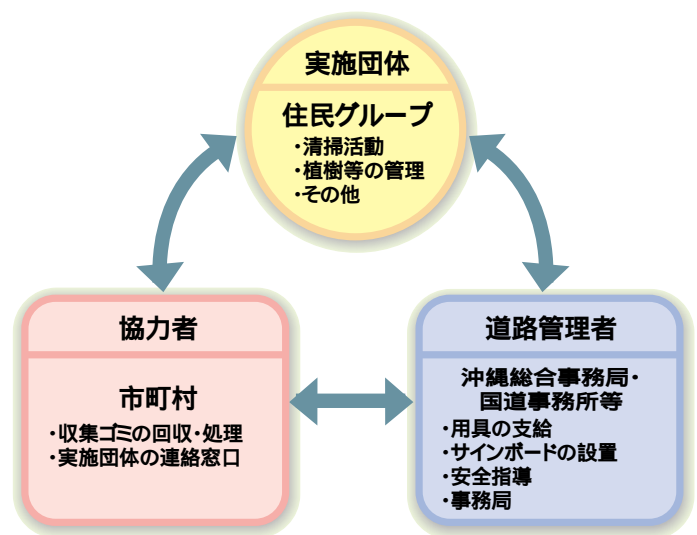 実施団体
住民グループ
・清掃活動
・植樹等の管理
・その他
協力者
市町村
・収集ゴミの回収・処理
・実施団体の連絡窓口
道路管理者
沖縄総合事務局・
国道事務所等
・用具の支給
・サインボードの設置
・安全指導
・事務局